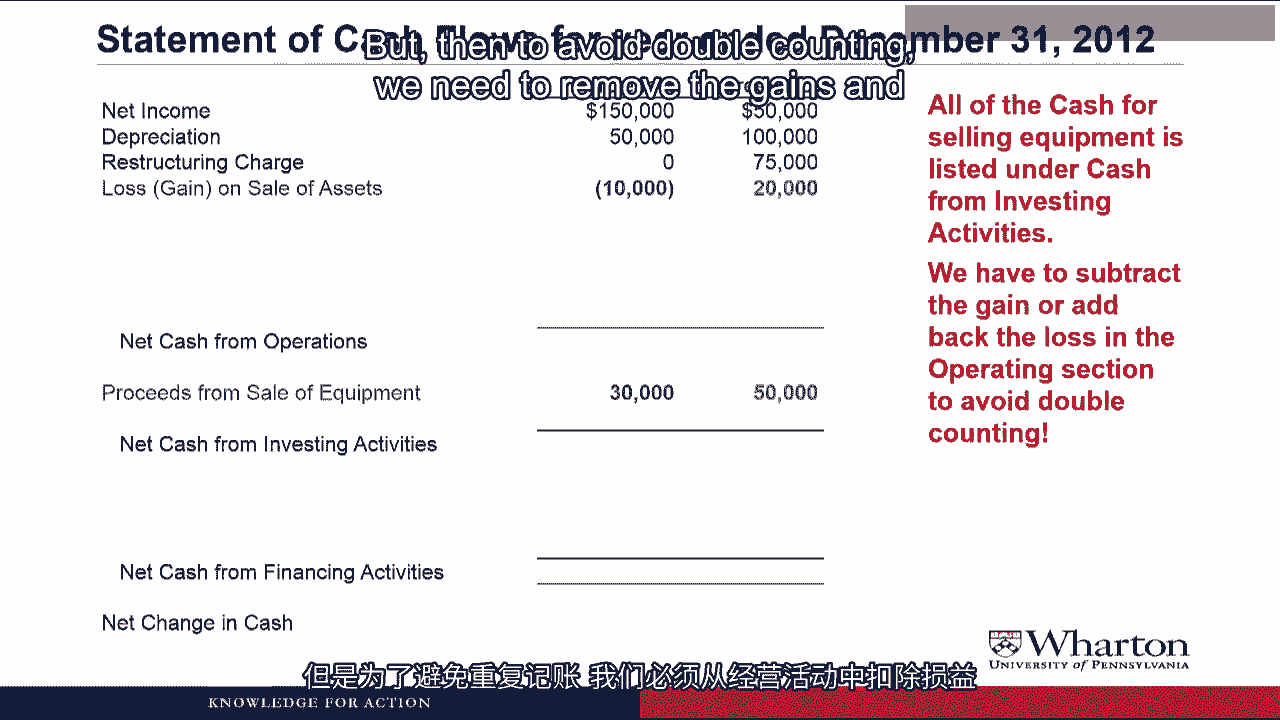 Statement of Cash Flows for year ended December 31, 2012
But, then to avoid double counting,
we need to remove the gains and
Net Income $150,000 $50,000
Depreciation 50,000 100,000
Restructuring Charge 0 75,000
Loss (Gain) on Sale of Assets (10,000) 20,000
Net Cash from Operations
Proceeds from Sale of Equipment 30,000 50,000
Net Cash from Investing Activities
Net Cash from Financing Activities
Net Change in Cash
All of the Cash for
selling equipment is
listed under Cash
from Investing
Activities.
We have to subtract
the gain or add
back the loss in the
Operating section
to avoid double
counting!
Wharton
UNIVERSITY of PENNSYLVANIA
但是为了避免重复记账 我们必须从经营活动中扣除损益
KNOWLEDGE FOR ACTION